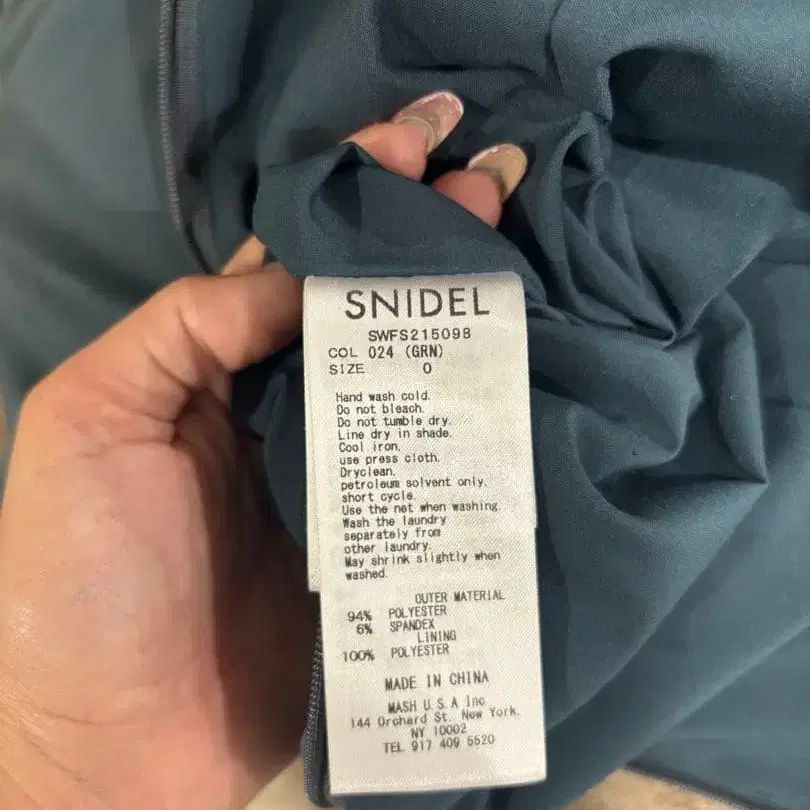 SNIDEL
SWFS215098
COL 024 (GRN)
SIZE 0
Hand wash cold.
Do not bleach.
Do not tumble dry.
Line dry in shade.
Cool iron,
use press cloth.
Dryclean,
petroleum solvent only,
short cycle.
Use the net when washing.
Wash the laundry
separately from
other laundry.
May shrink slightly when
washed.
OUTER MATERIAL
94% POLYESTER
6% SPANDEX
LINING
100% POLYESTER
MADE IN CHINA
MASH U.S.A Inc
144 Orchard St. New York.
NY 10002
TEL 917 409 5520